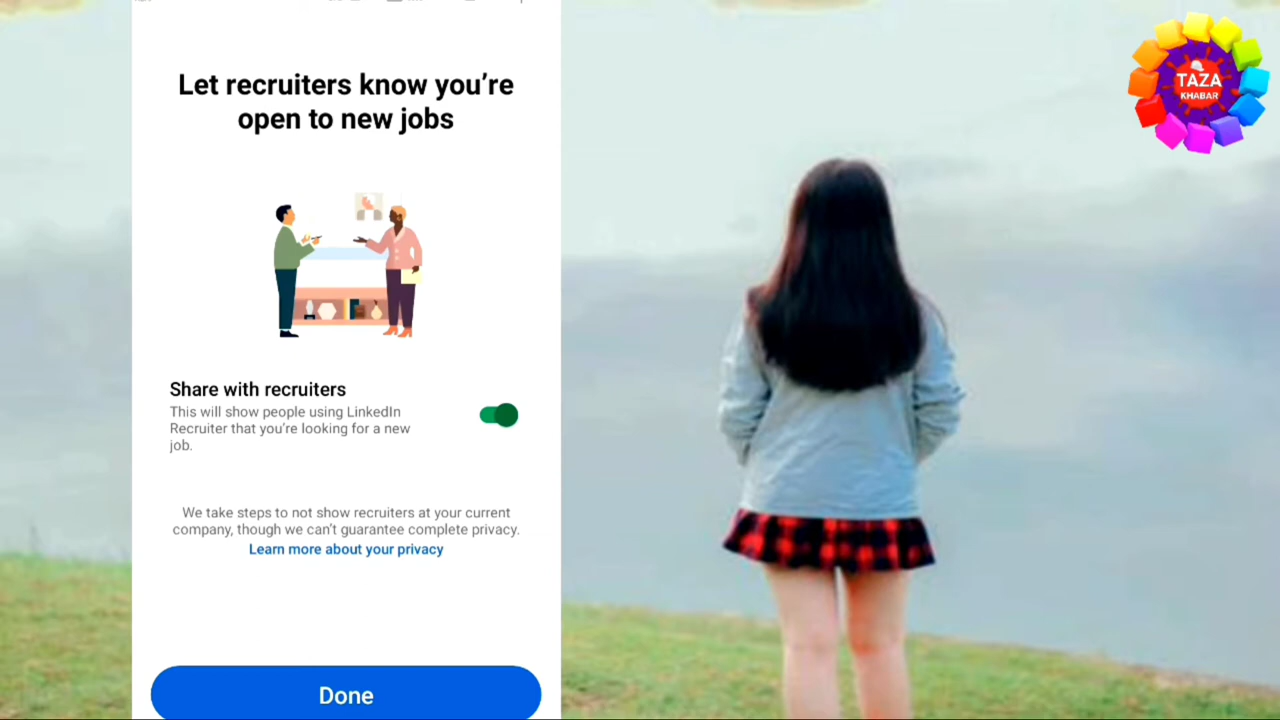 Let recruiters know you’re
open to new jobs
Share with recruiters
This will show people using LinkedIn
Recruiter that you’re looking for a new
job.
We take steps to not show recruiters at your current
company, though we can’t guarantee complete privacy.
Learn more about your privacy
Done
TAZA
KHABAR